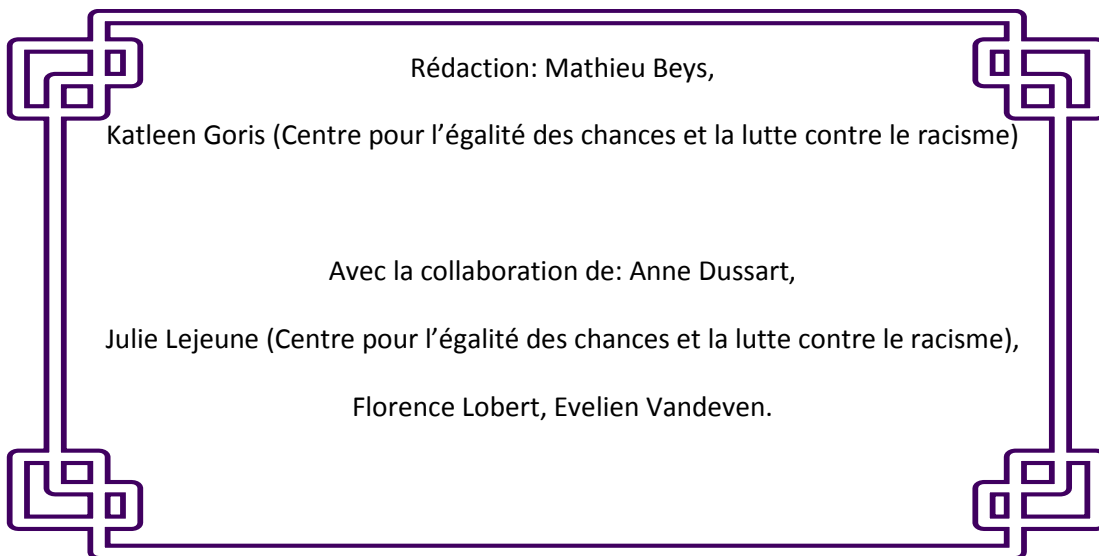 Rédaction: Mathieu Beys,
Katleen Goris (Centre pour l’égalité des chances et la lutte contre le racisme)
Avec la collaboration de: Anne Dussart,
Julie Lejeune (Centre pour l’égalité des chances et la lutte contre le racisme),
Florence Lobert, Evelien Vandeven.